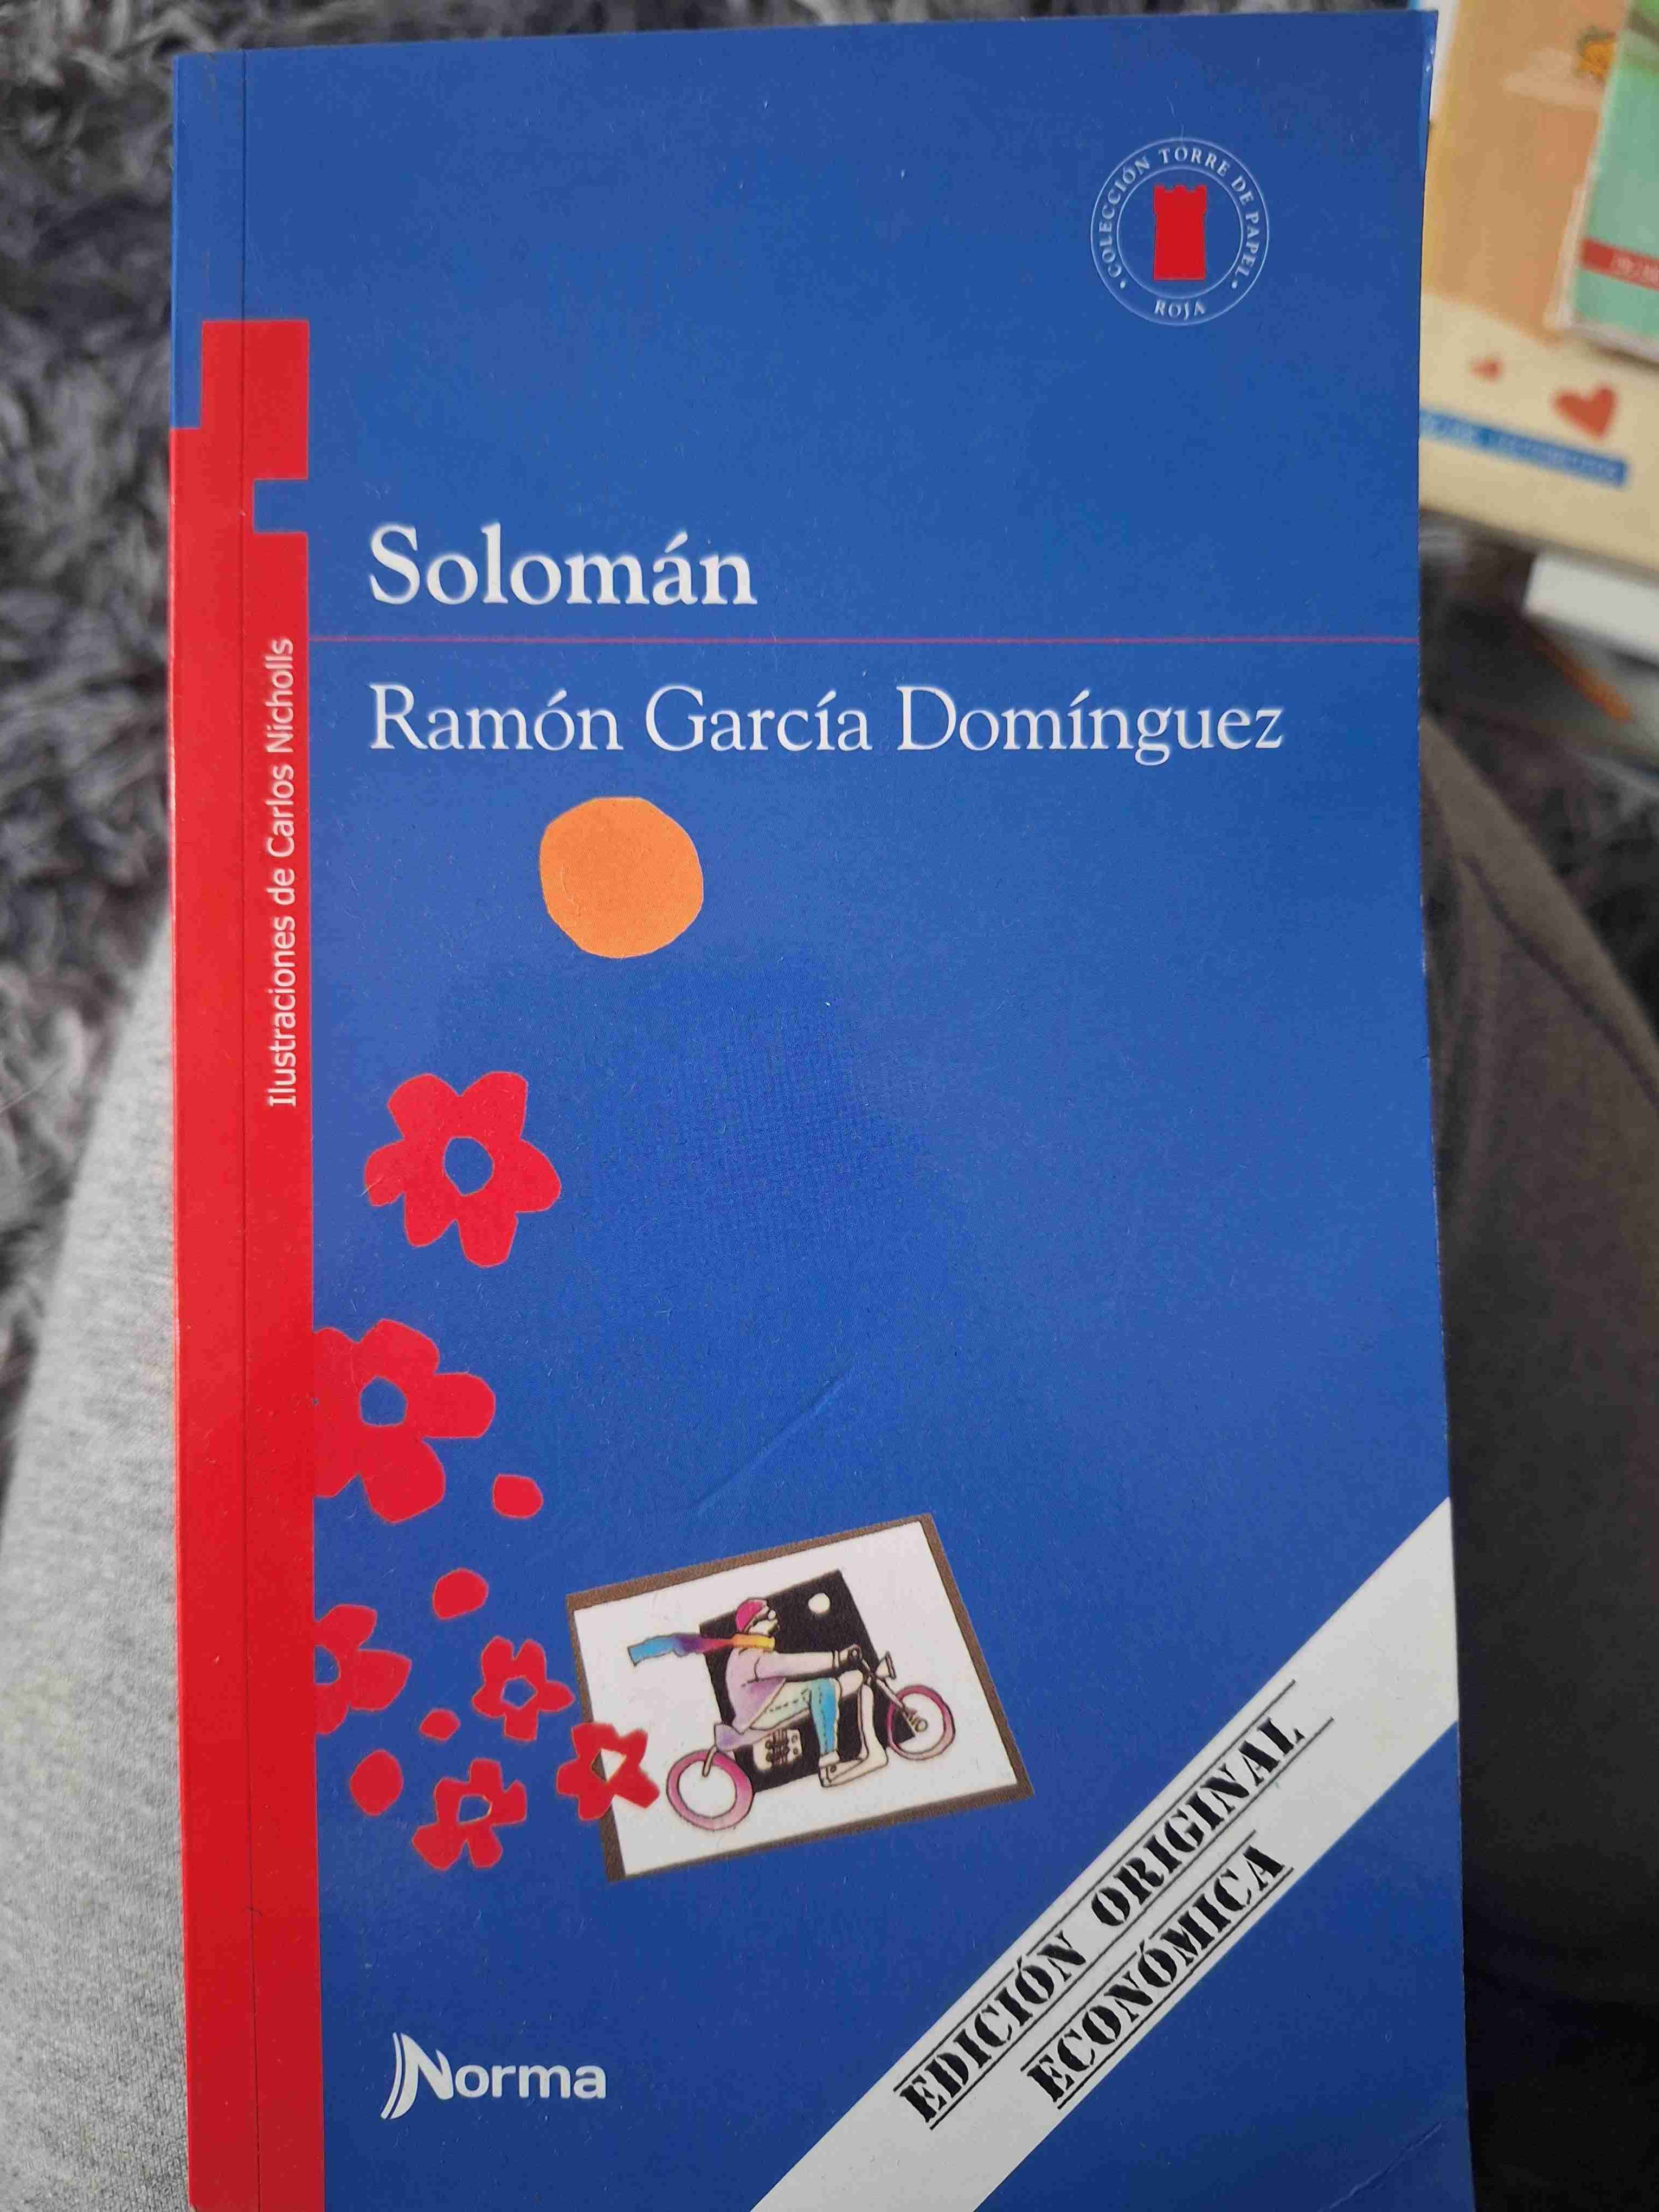 COLECCIÓN TORRE DE PAPEL
ROJA
Solomán
Ramón García Domínguez
Ilustraciones de Carlos Nicholls
EDICIÓN ORIGINAL
ECONÓMICA
Norma